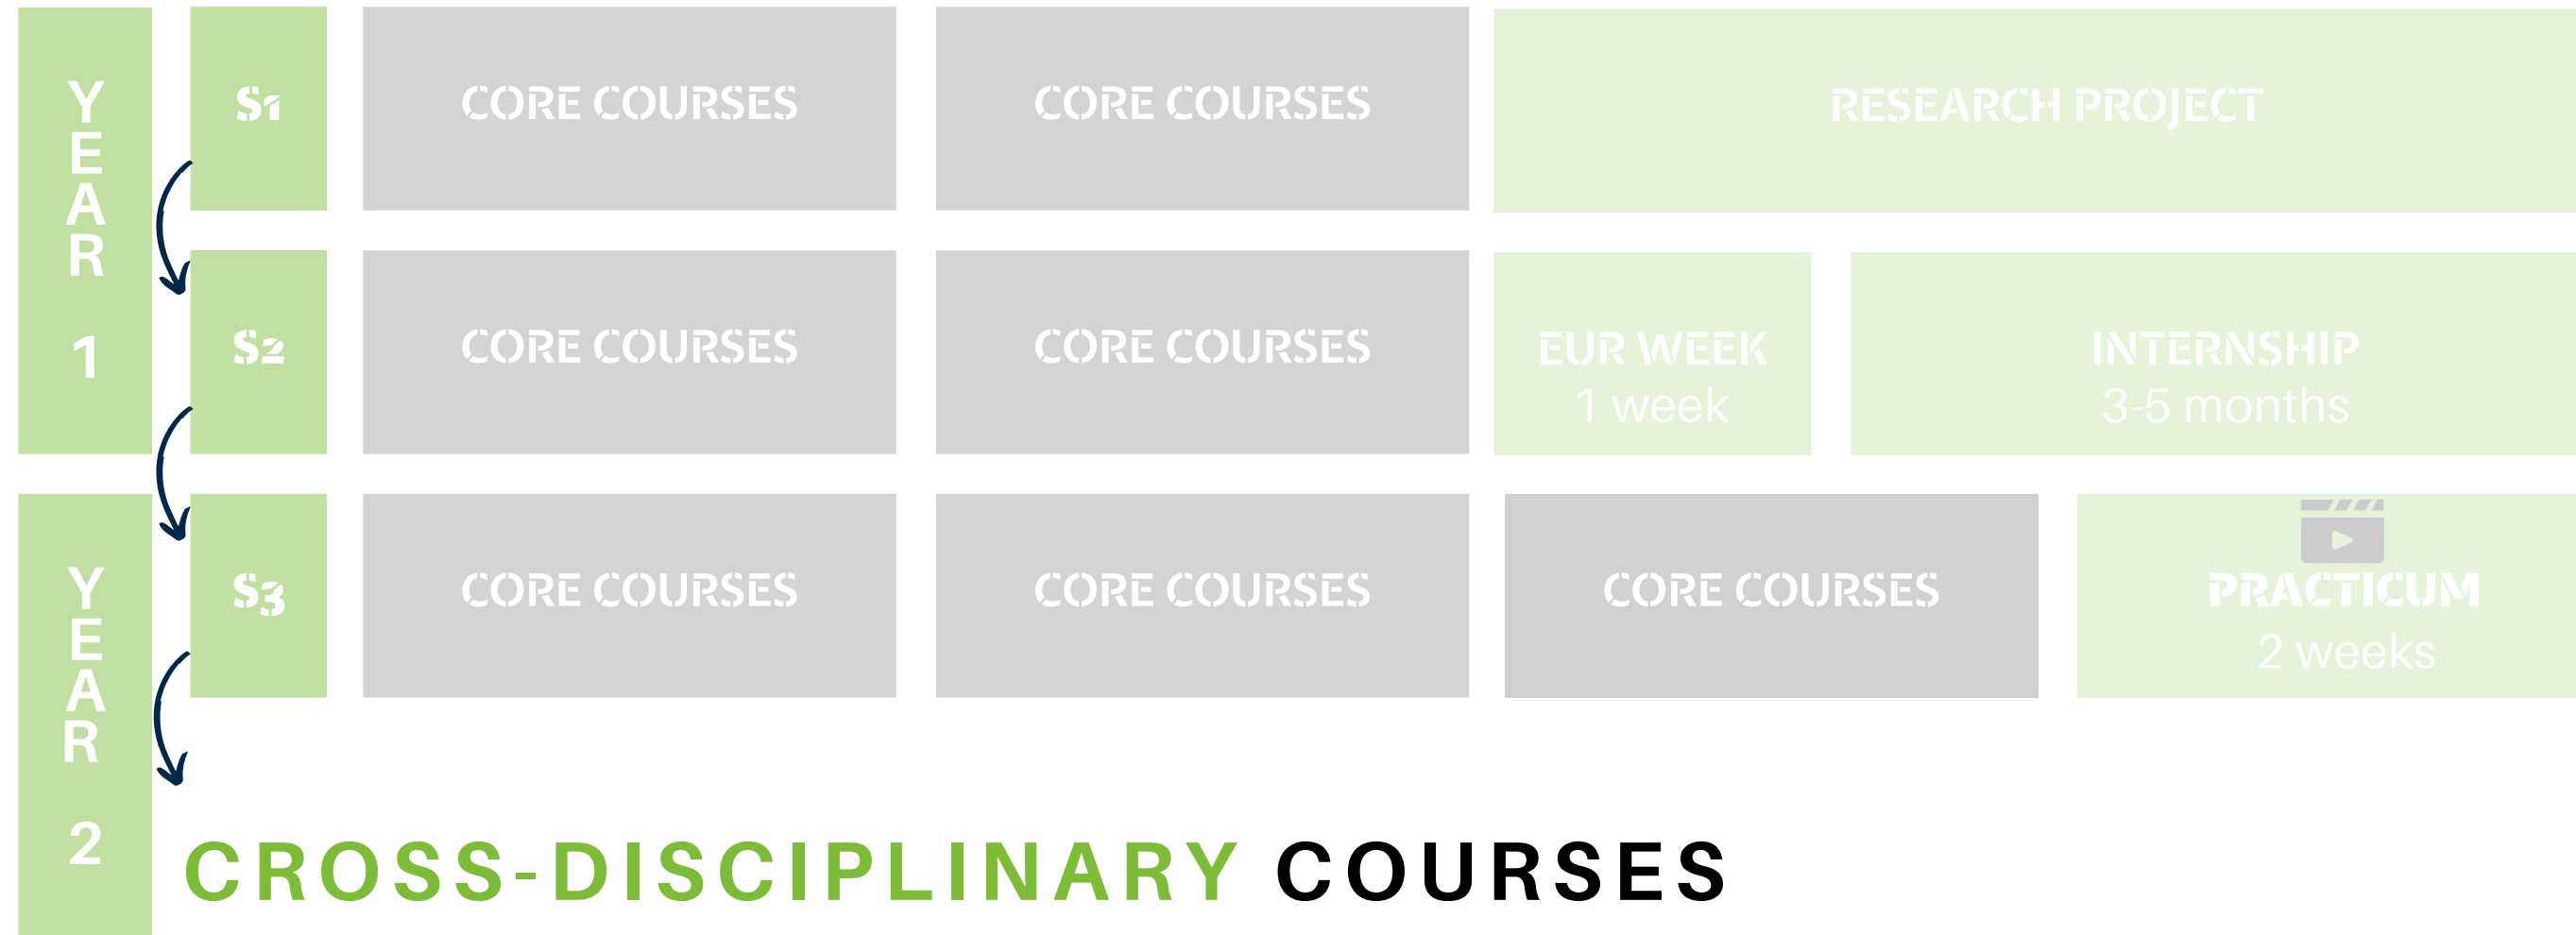 YEAR 1
S1
CORE COURSES
CORE COURSES
RESEARCH PROJECT
S2
CORE COURSES
CORE COURSES
EUR WEEK
1 week
INTERNSHIP
3-5 months
YEAR 2
S3
CORE COURSES
CORE COURSES
CORE COURSES
PRACTICUM
2 weeks
CROSS-DISCIPLINARY COURSES